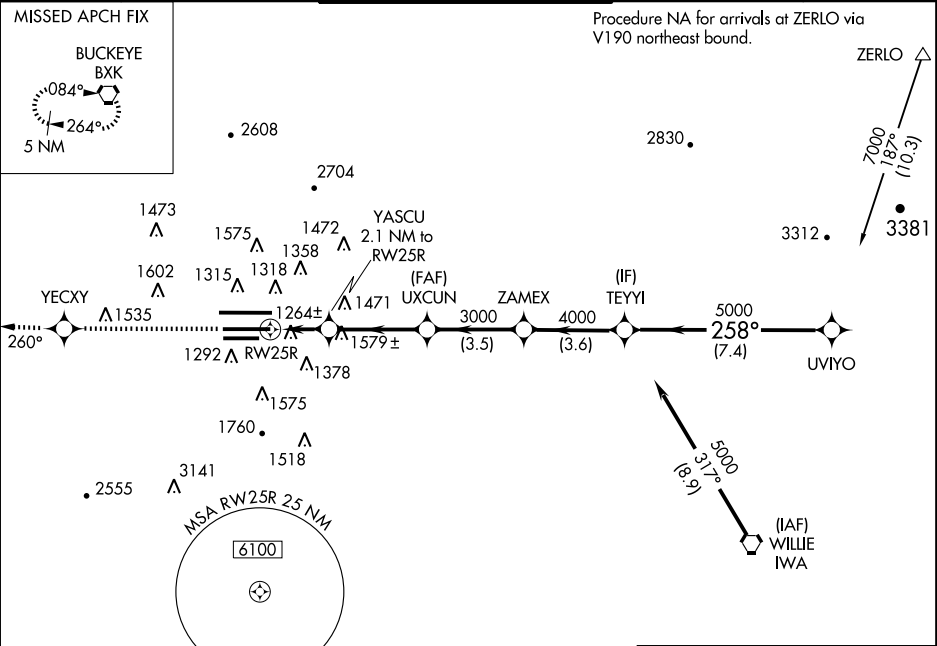 MISSED APCH FIX
BUCKEYE
BXK
084°
264°
5 NM
Procedure NA for arrivals at ZERLO via
V190 northeast bound.
ZERLO
7000
187°
(10.3)
3381
2608
2830
2704
3312
1473
1575
1472
1358
YASCU
2.1 NM to
RW25R
1602
1315
1318
(FAF)
UXCUN
ZAMEX
(IF)
TEYYI
YECXY
1535
1264±
1471
3000
(3.5)
4000
(3.6)
5000
258°
(7.4)
UVIYO
260°
RW25R
1579±
1292
1378
1575
1760
1518
5000
317°
(8.9)
2555
3141
MSA RW25R 25 NM
6100
(IAF)
WILLIE
IWA